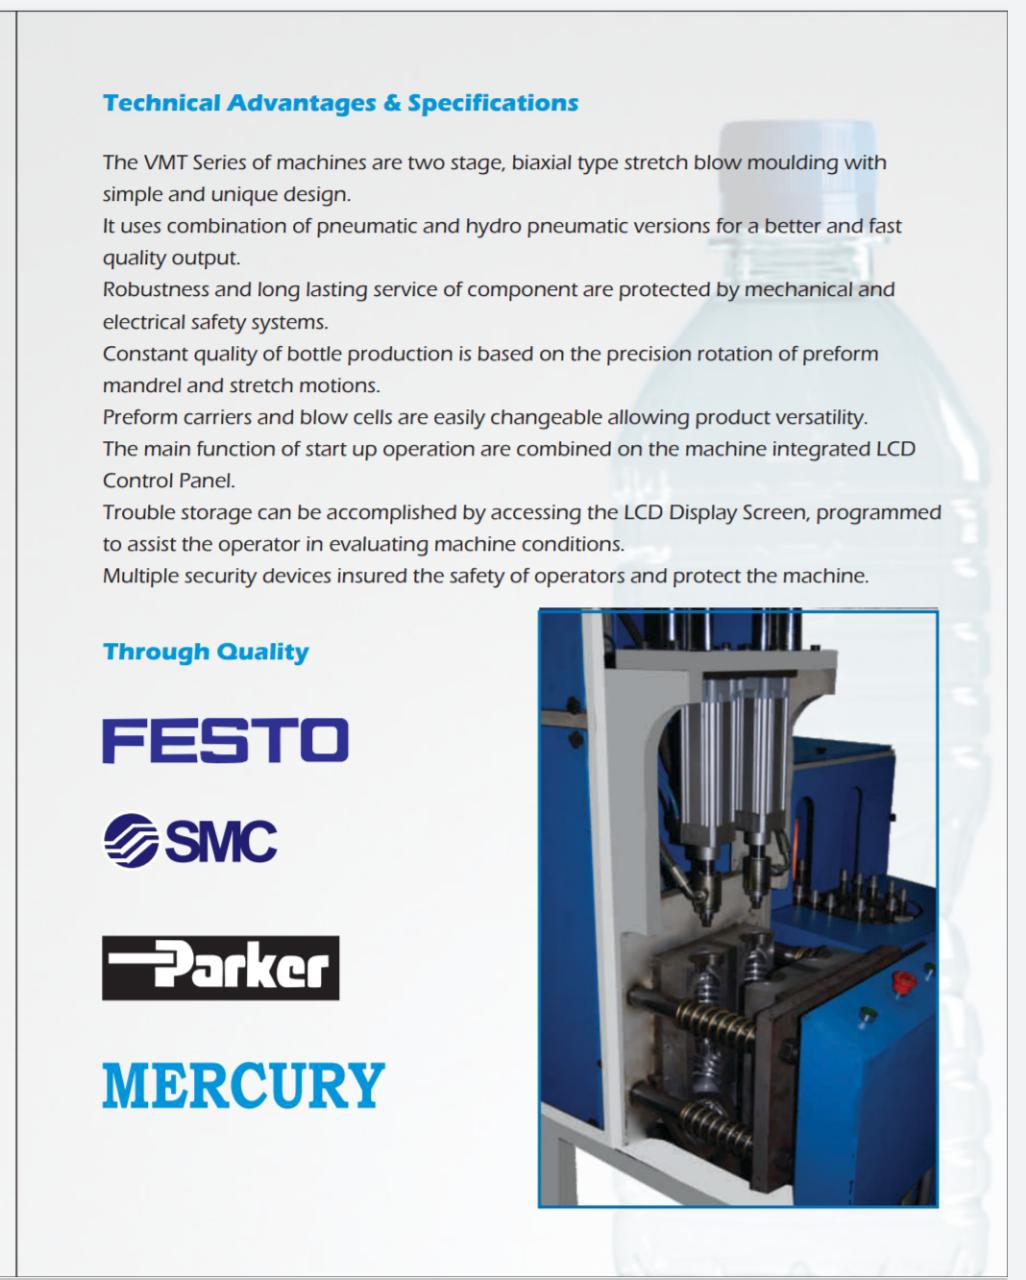 Technical Advantages & Specifications
The VMT Series of machines are two stage, biaxial type stretch blow moulding with
simple and unique design.
It uses combination of pneumatic and hydro pneumatic versions for a better and fast
quality output.
Robustness and long lasting service of component are protected by mechanical and
electrical safety systems.
Constant quality of bottle production is based on the precision rotation of preform
mandrel and stretch motions.
Preform carriers and blow cells are easily changeable allowing product versatility.
The main function of start up operation are combined on the machine integrated LCD
Control Panel.
Trouble storage can be accomplished by accessing the LCD Display Screen, programmed
to assist the operator in evaluating machine conditions.
Multiple security devices insured the safety of operators and protect the machine.
Through Quality
FESTO
SMC
Parker
MERCURY